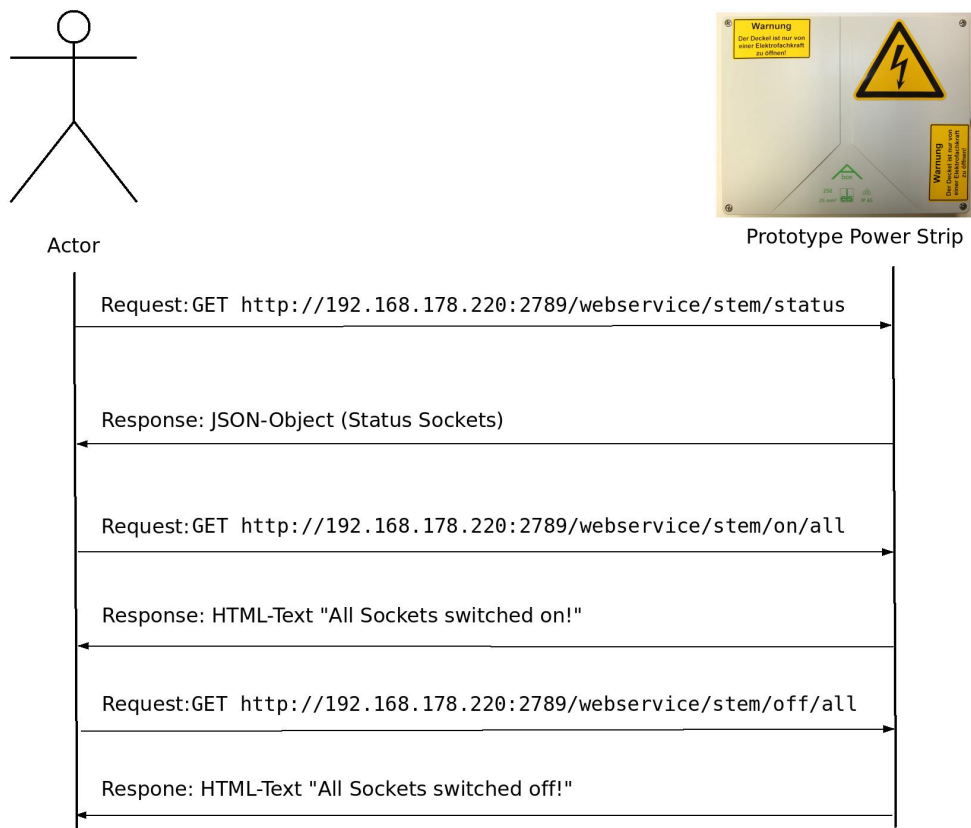 Warnung
Der Deckel ist nur von
einer Elektrofachkraft
zu öffnen!
Warnung
Der Deckel ist nur von
einer Elektrofachkraft
zu öffnen!
box
Actor
Prototype Power Strip
Request: GET http://192.168.178.220:2789/webservice/stem/status
Response: JSON-Object (Status Sockets)
Request: GET http://192.168.178.220:2789/webservice/stem/on/all
Response: HTML-Text "All Sockets switched on!"
Request:GET http://192.168.178.220:2789/webservice/stem/off/all
Respone: HTML-Text "All Sockets switched off!"